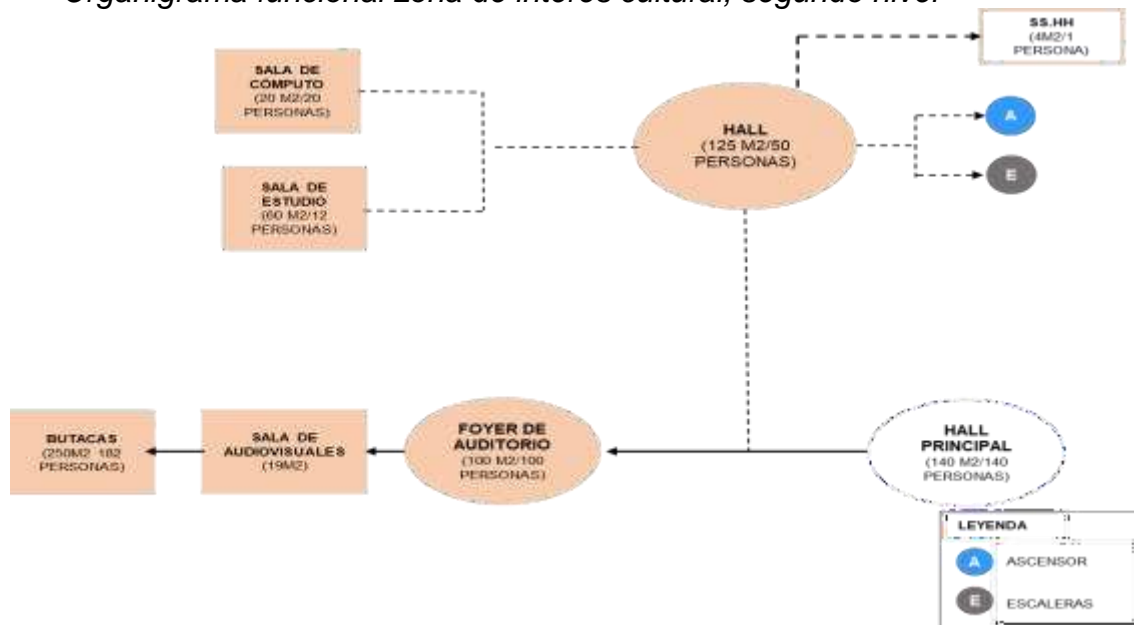 Organigrama funcional zona de interés cultural, segundo nivel
SS.HH
(4M2/1
PERSONA)
SALA DE
CÓMPUTO
(20 M2/20
PERSONAS)
HALL
(125 M2/50
PERSONAS)
A
E
SALA DE
ESTUDIO
(60 M2/12
PERSONAS)
BUTACAS
(250M2 182
PERSONAS)
SALA DE
AUDIOVISUALES
(19M2)
FOYER DE
AUDITORIO
(100 M2/100
PERSONAS)
HALL
PRINCIPAL
(140 M2/140
PERSONAS)
LEYENDA
A ASCENSOR
E ESCALERAS